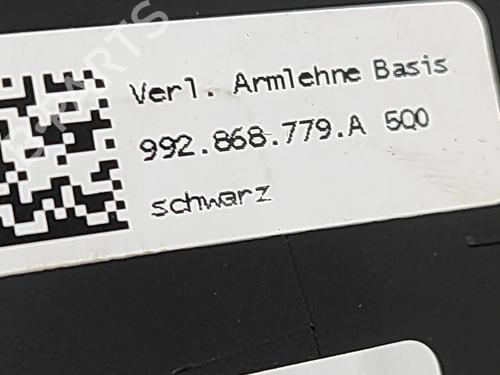 Verl. Armlehne Basis
992.868.779.A 5Q0
schwarz